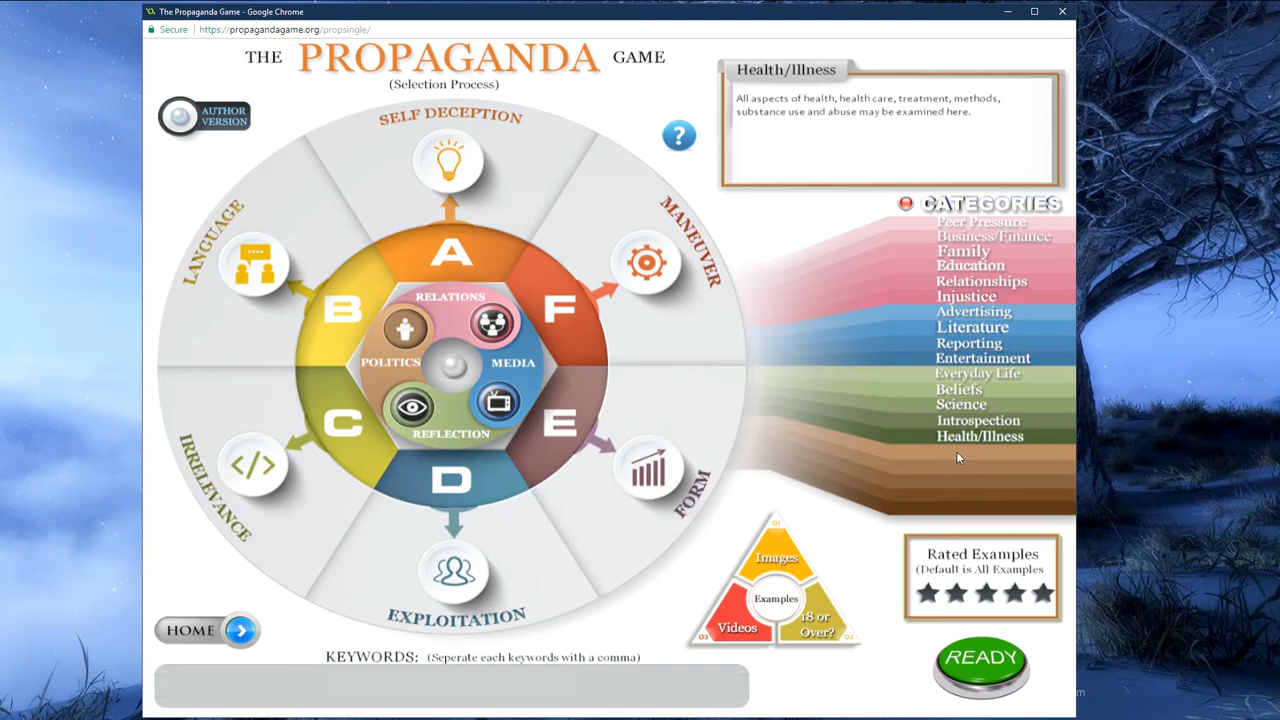 The Propaganda Game - Google Chrome
Secure
https://propagandagame.org/propsingle/
THE PROPAGANDA GAME
(Selection Process)
AUTHOR
VERSION
?
SELF DECEPTION
MANEUVER
FORM
EXPLOITATION
IRRELEVANCE
LANGUAGE
A
B
C
D
E
F
RELATIONS
POLITICS
MEDIA
REFLECTION
Health/Illness
All aspects of health, health care, treatment, methods,
substance use and abuse may be examined here.
CATEGORIES
Peer Pressure
Business/Finance
Family
Education
Relationships
Injustice
Advertising
Literature
Reporting
Entertainment
Everyday Life
Beliefs
Science
Introspection
Health/Illness
01
Images
Examples
Videos
03
18 or
Over?
02
Rated Examples
(Default is All Examples
HOME
KEYWORDS: (Seperate each keywords with a comma)
READY